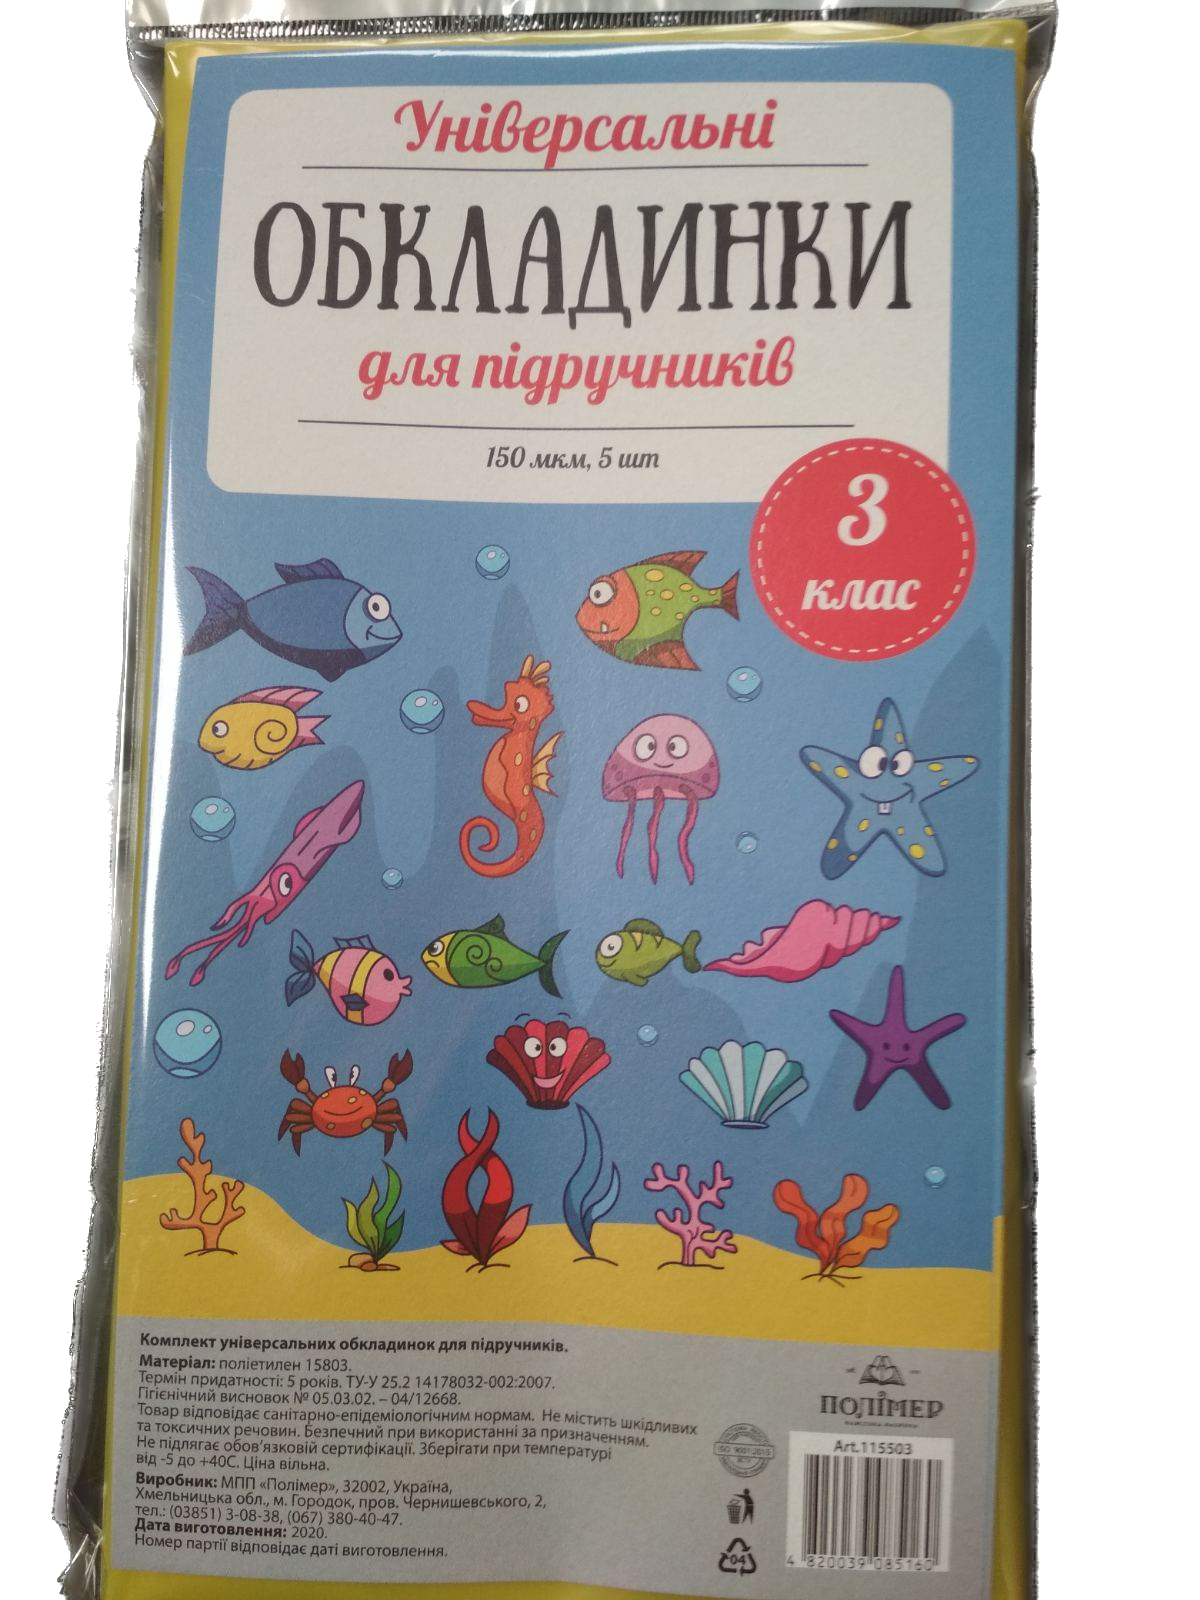 Універсальні
ОБКЛАДИНКИ
для підручників
150 мкм, 5 шт
3
клас
Комплект універсальних обкладинок для підручників.
Матеріал: поліетилен 15803.
Термін придатності: 5 років. ТУ-У 25.2 14178032-002:2007.
Гігієнічний висновок № 05.03.02. – 04/12668.
Товар відповідає санітарно-епідеміологічним нормам. Не містить шкідливих
та токсичних речовин. Безпечний при використанні за призначенням.
Не підлягає обов'язковій сертифікації. Зберігати при температурі
від -5 до +40С. Ціна вільна.
Виробник: МПП «Полімер», 32002, Україна,
Хмельницька обл., м. Городок, пров. Чернишевського, 2,
тел.: (03851) 3-08-38, (067) 380-40-47.
Дата виготовлення: 2020.
Номер партії відповідає даті виготовлення.
ПОЛІМЕР
ISO 9001:2015
Art.115503
04
4 820039 085160